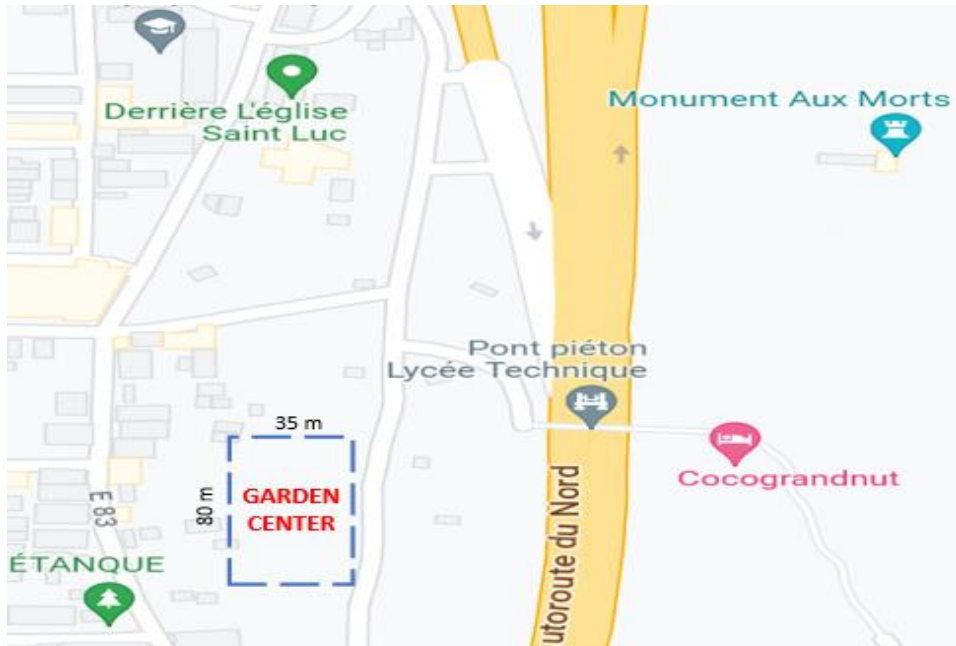 Derrière L'église
Saint Luc
Monument Aux Morts
Pont piéton
Lycée Technique
35 m
80 m
GARDEN
CENTER
E 83
Cocograndnut
utoroute du Nord
ÉTANQUE